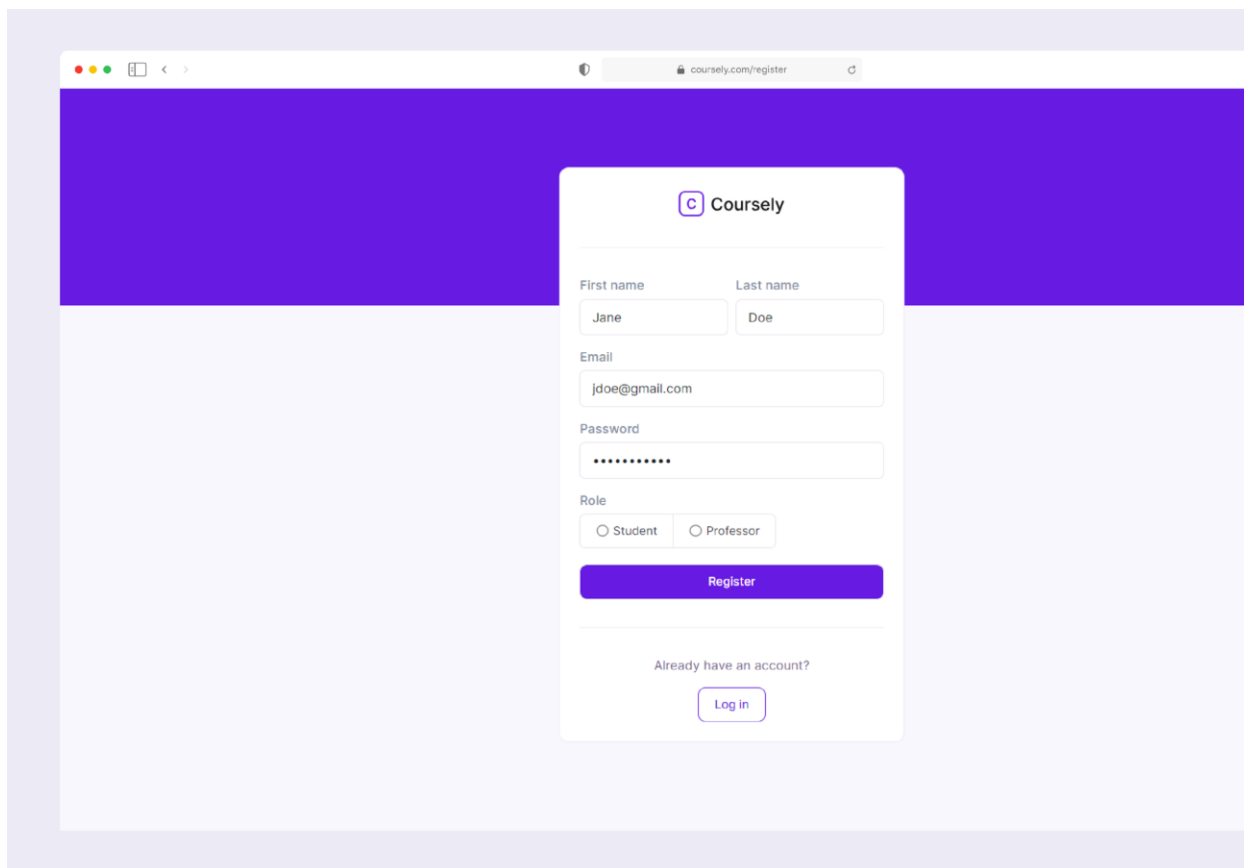 coursely.com/register
C Coursely
First name Last name
Jane Doe
Email
jdoe@gmail.com
Password
•••••••••••
Role
Student Professor
Register
Already have an account?
Log in